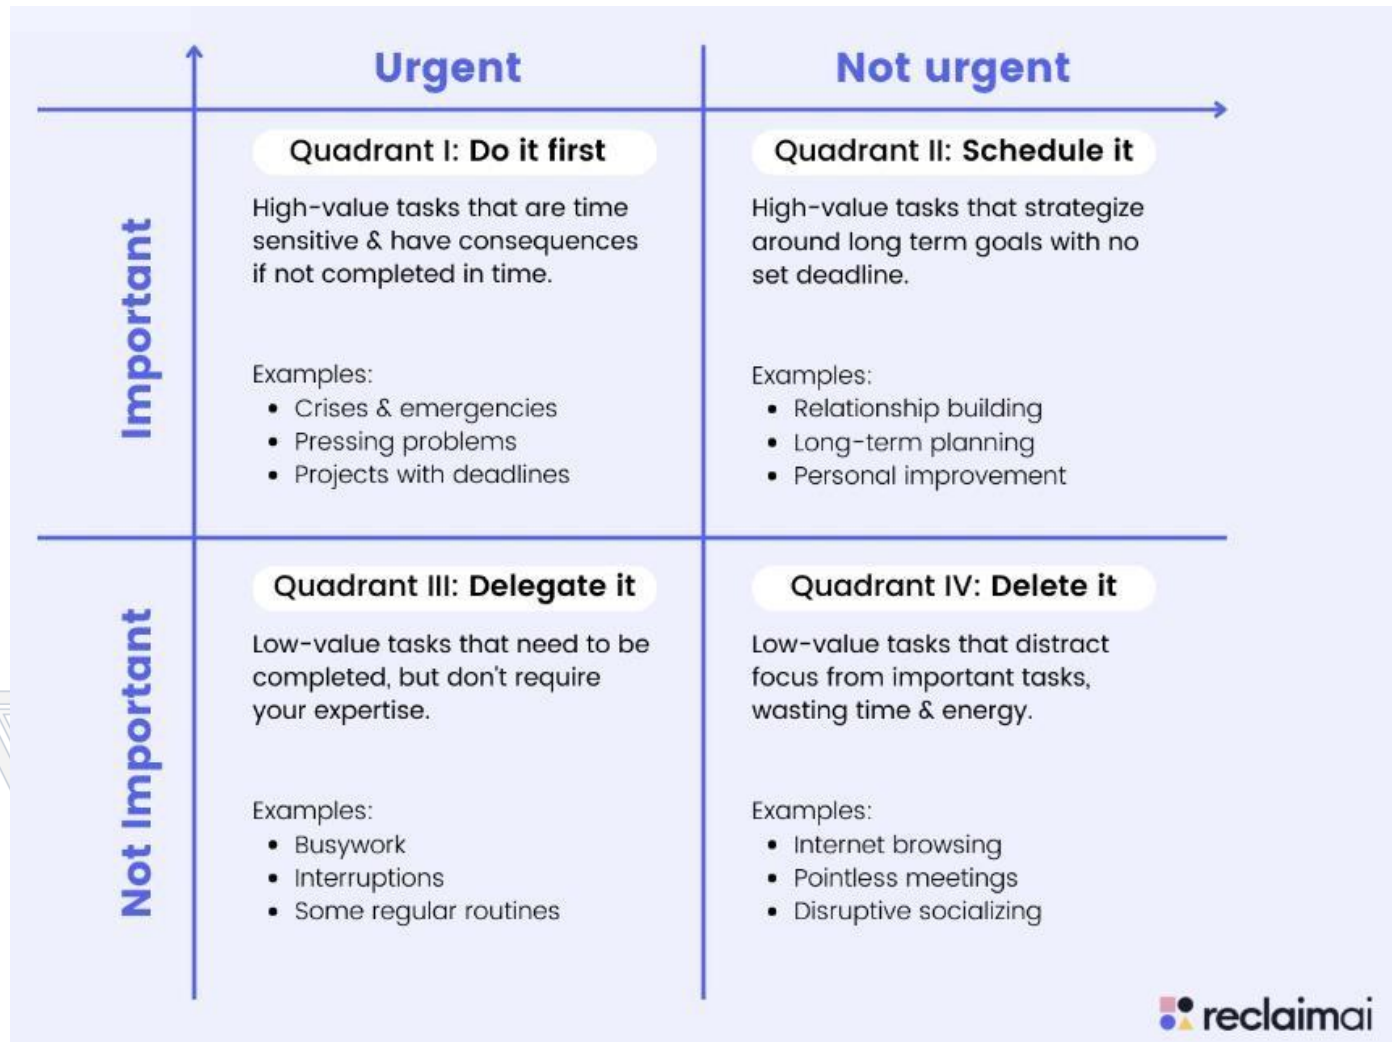 Urgent
Not urgent
Important
Quadrant I: Do it first
High-value tasks that are time
sensitive & have consequences
if not completed in time.
Examples:
• Crises & emergencies
• Pressing problems
• Projects with deadlines
Quadrant II: Schedule it
High-value tasks that strategize
around long term goals with no
set deadline.
Examples:
• Relationship building
• Long-term planning
• Personal improvement
Not Important
Quadrant III: Delegate it
Low-value tasks that need to be
completed, but don't require
your expertise.
Examples:
• Busywork
• Interruptions
• Some regular routines
Quadrant IV: Delete it
Low-value tasks that distract
focus from important tasks,
wasting time & energy.
Examples:
• Internet browsing
• Pointless meetings
• Disruptive socializing
reclaimai